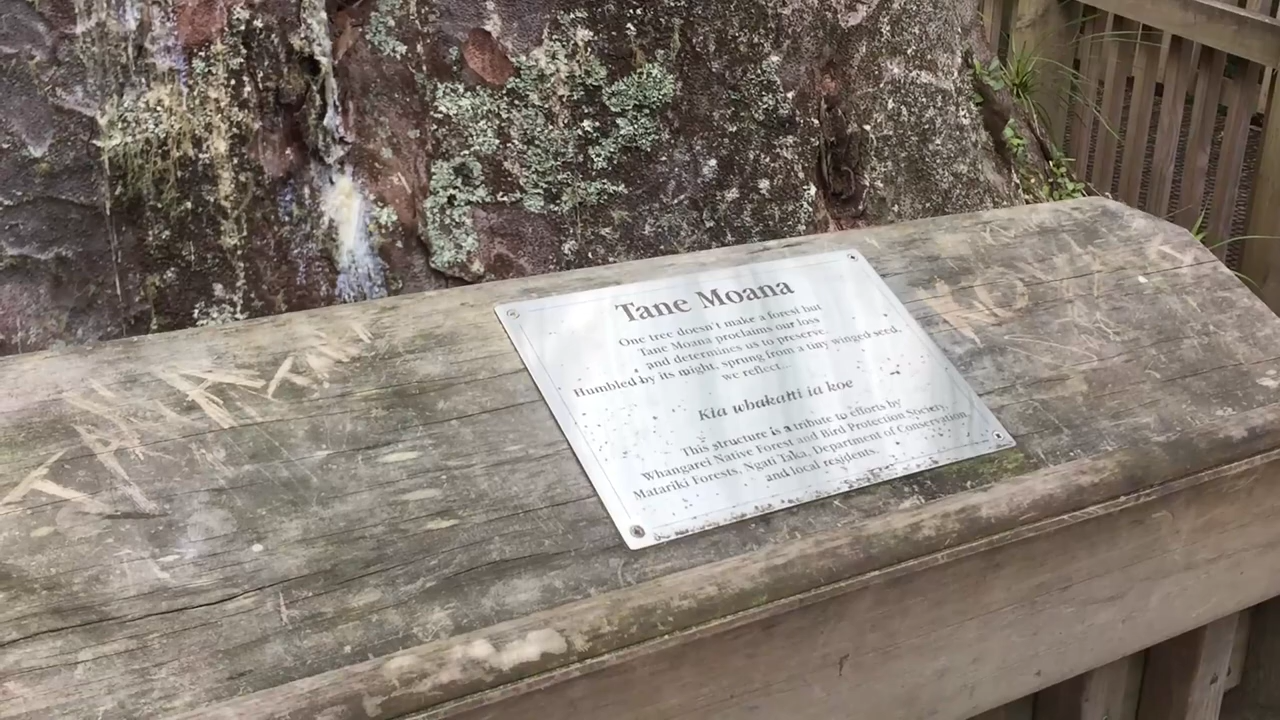 Tane Moana
One tree doesn't make a forest but
Tane Moana proclaims our loss
and determines us to preserve.
Humbled by its might, sprung from a tiny winged seed,
we reflect...
Kia whakatti ia koe
This structure is a tribute to efforts by
Whangarei Native Forest and Bird Protection Society,
Matariki Forests, Ngati Taka, Department of Conservation
and local residents.